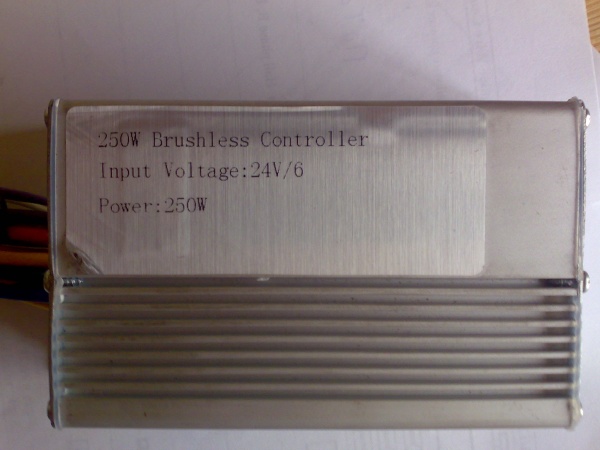 250W Brushless Controller
Input Voltage:24V/6
Power:250W